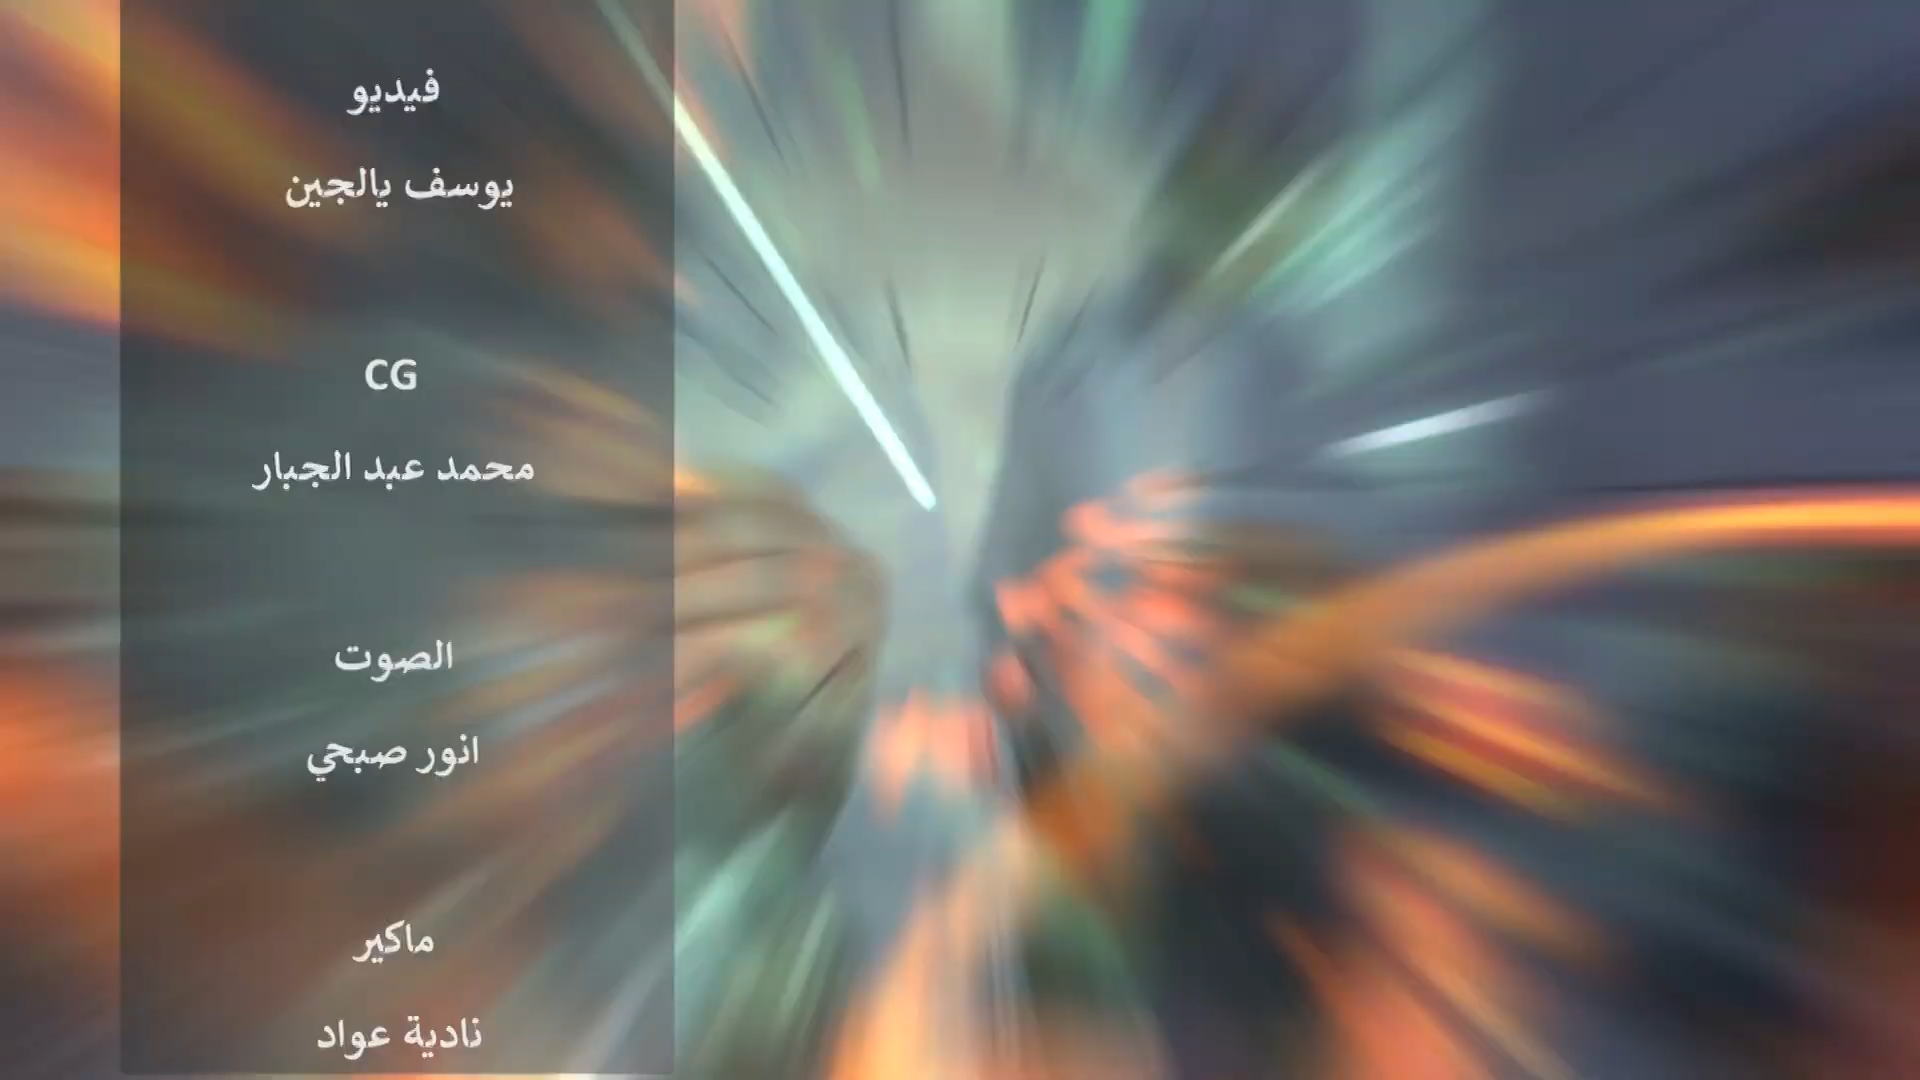 فيديو
يوسف يالجين
CG
محمد عبد الجبار
الصوت
انور صبحي
ماكير
نادية عواد